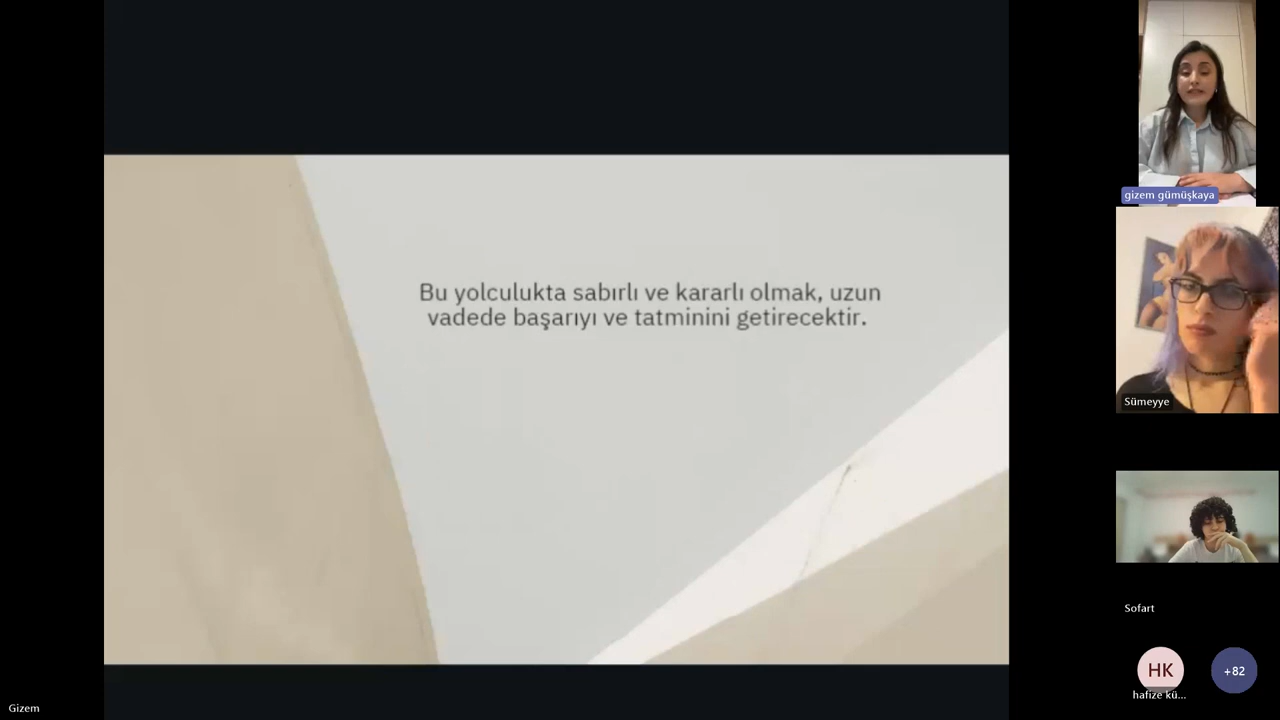 Bu yolculukta sabırlı ve kararlı olmak, uzun
vadede başarıyı ve tatminini getirecektir.
gizem gümüşkaya
Sümeyye
Sofart
HK
hafize kü...
+82
Gizem